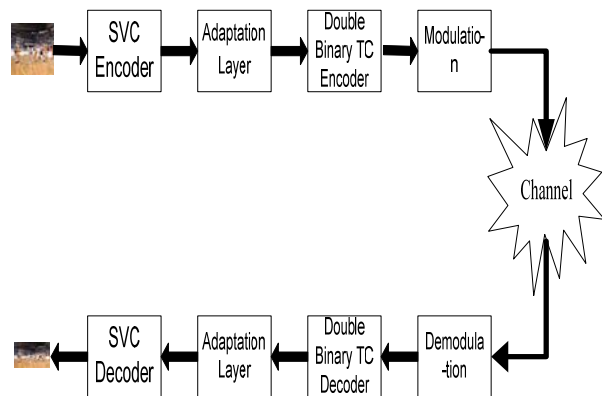 SVC
Encoder
Adaptation
Layer
Double
Binary TC
Encoder
Modulatio-
n
Channel
SVC
Decoder
Adaptation
Layer
Double
Binary TC
Decoder
Demodula
-tion